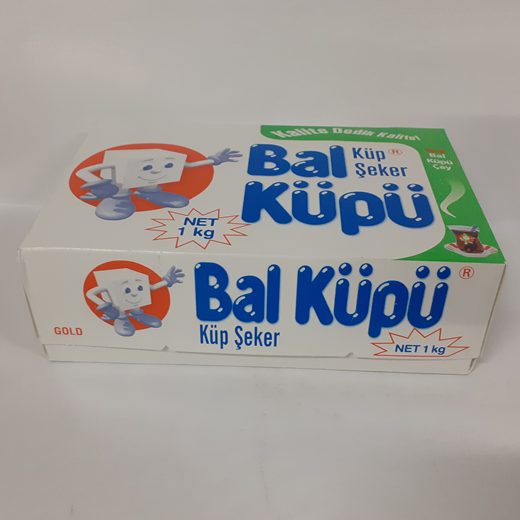 Kalite Dedik Kalite!
Bal Küpü
Küp Şeker
®
NET 1 kg
Bal
Küpü
Çay
Bal Küpü ®
Küp Şeker
GOLD
NET 1 kg